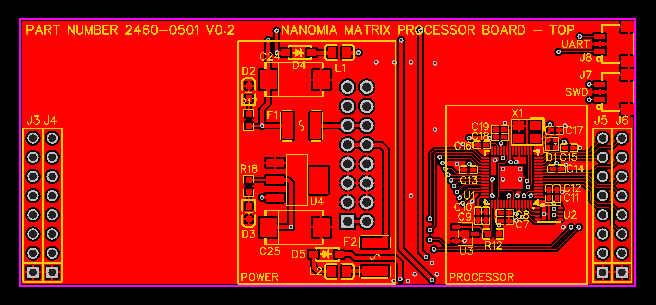 PART NUMBER 2460-0501 V0.2
NANOMIA MATRIX PROCESSOR BOARD - TOP
UART
J8
J7
SWD
C24
D4
L1
D2
F1
X1
J3 J4
J5 J6
C19
C18
C17
C16
D1
C15
C14
C13
R18
U4
U1
C12
C11
C10
C9
C8
C7
U2
D3
C25
F2
D5
L2
U3
R12
POWER
PROCESSOR